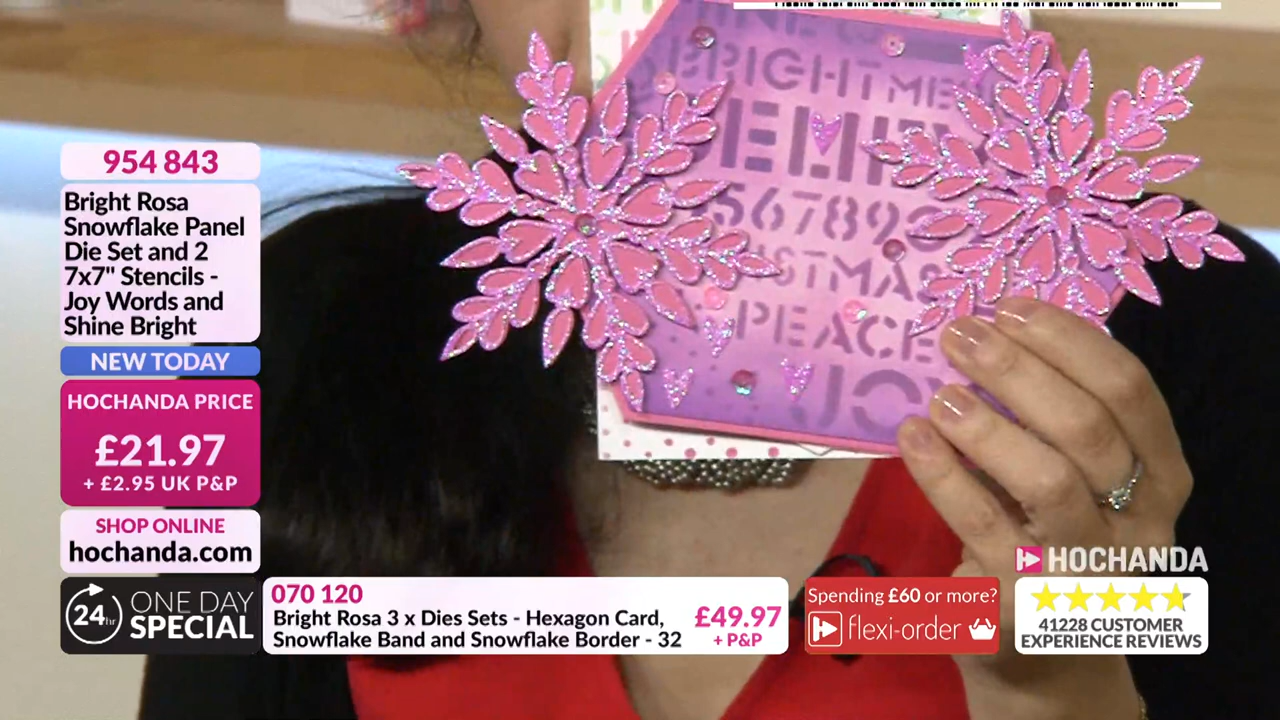 BRIGHT
56789
PEACE
JOY
954 843
Bright Rosa
Snowflake Panel
Die Set and 2
7x7" Stencils -
Joy Words and
Shine Bright
NEW TODAY
HOCHANDA PRICE
£21.97
+ £2.95 UK P&P
SHOP ONLINE
hochanda.com
24hr ONE DAY
SPECIAL
070 120
Bright Rosa 3 x Dies Sets - Hexagon Card,
Snowflake Band and Snowflake Border - 32
£49.97
+ P&P
Spending £60 or more?
flexi-order
HOCHANDA
41228 CUSTOMER
EXPERIENCE REVIEWS